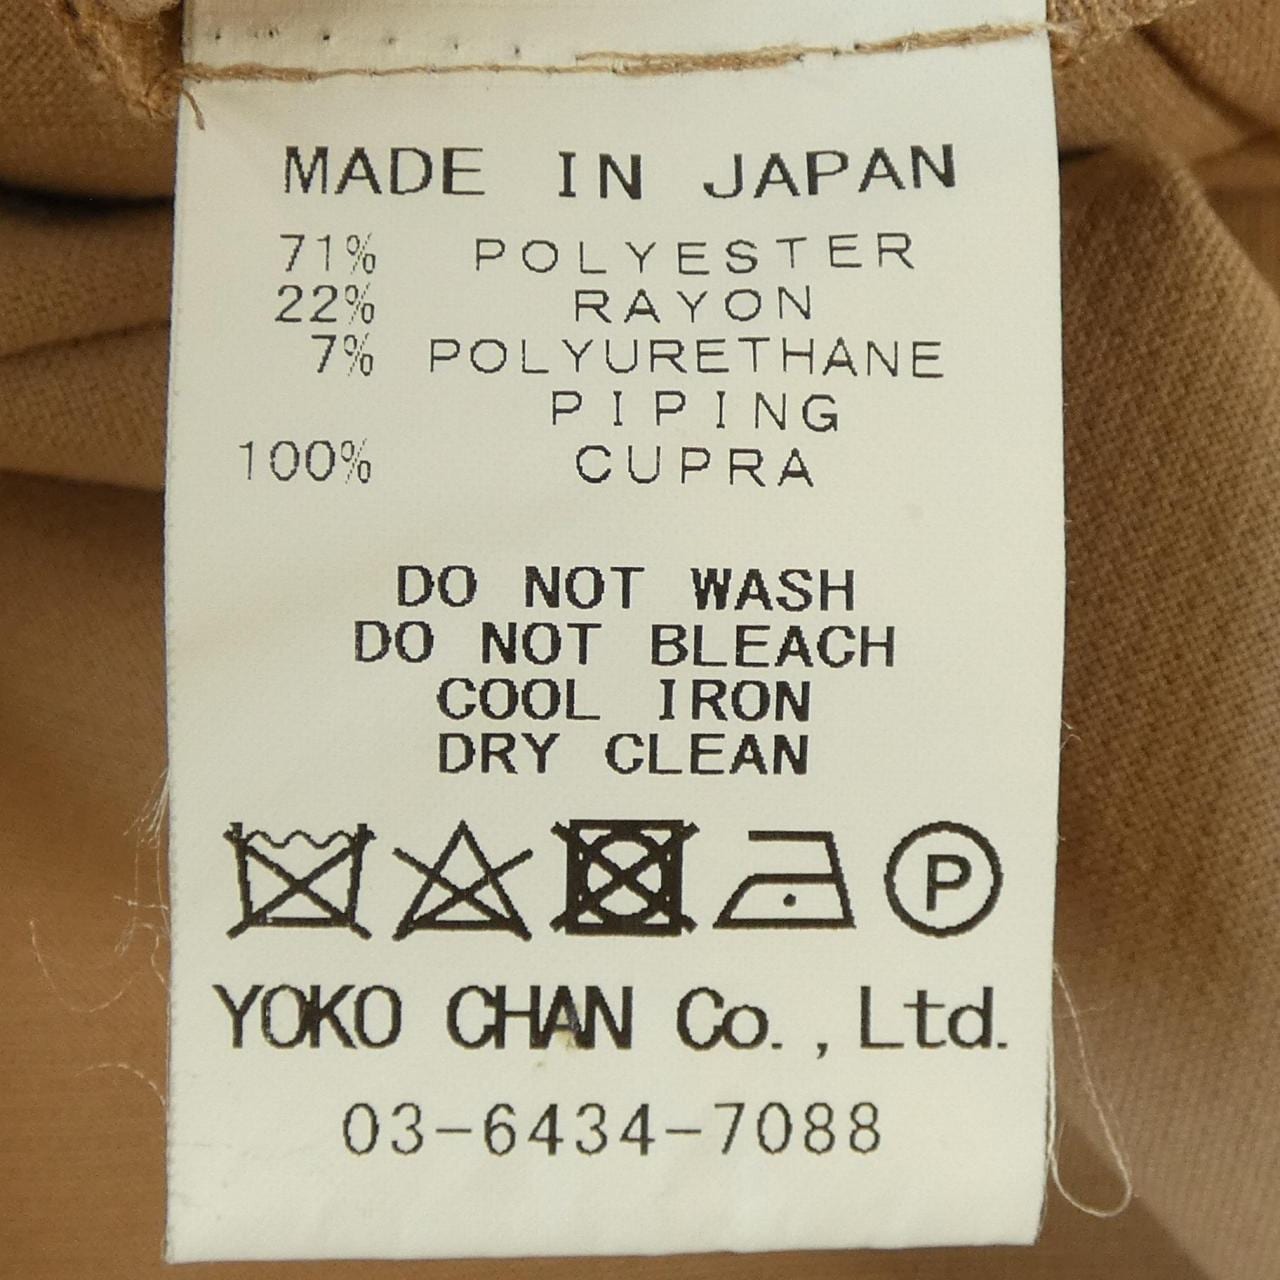 MADE IN JAPAN
71% POLYESTER
22% RAYON
7% POLYURETHANE
PIPING
100% CUPRA
DO NOT WASH
DO NOT BLEACH
COOL IRON
DRY CLEAN
P
YOKO CHAN Co., Ltd.
03-6434-7088